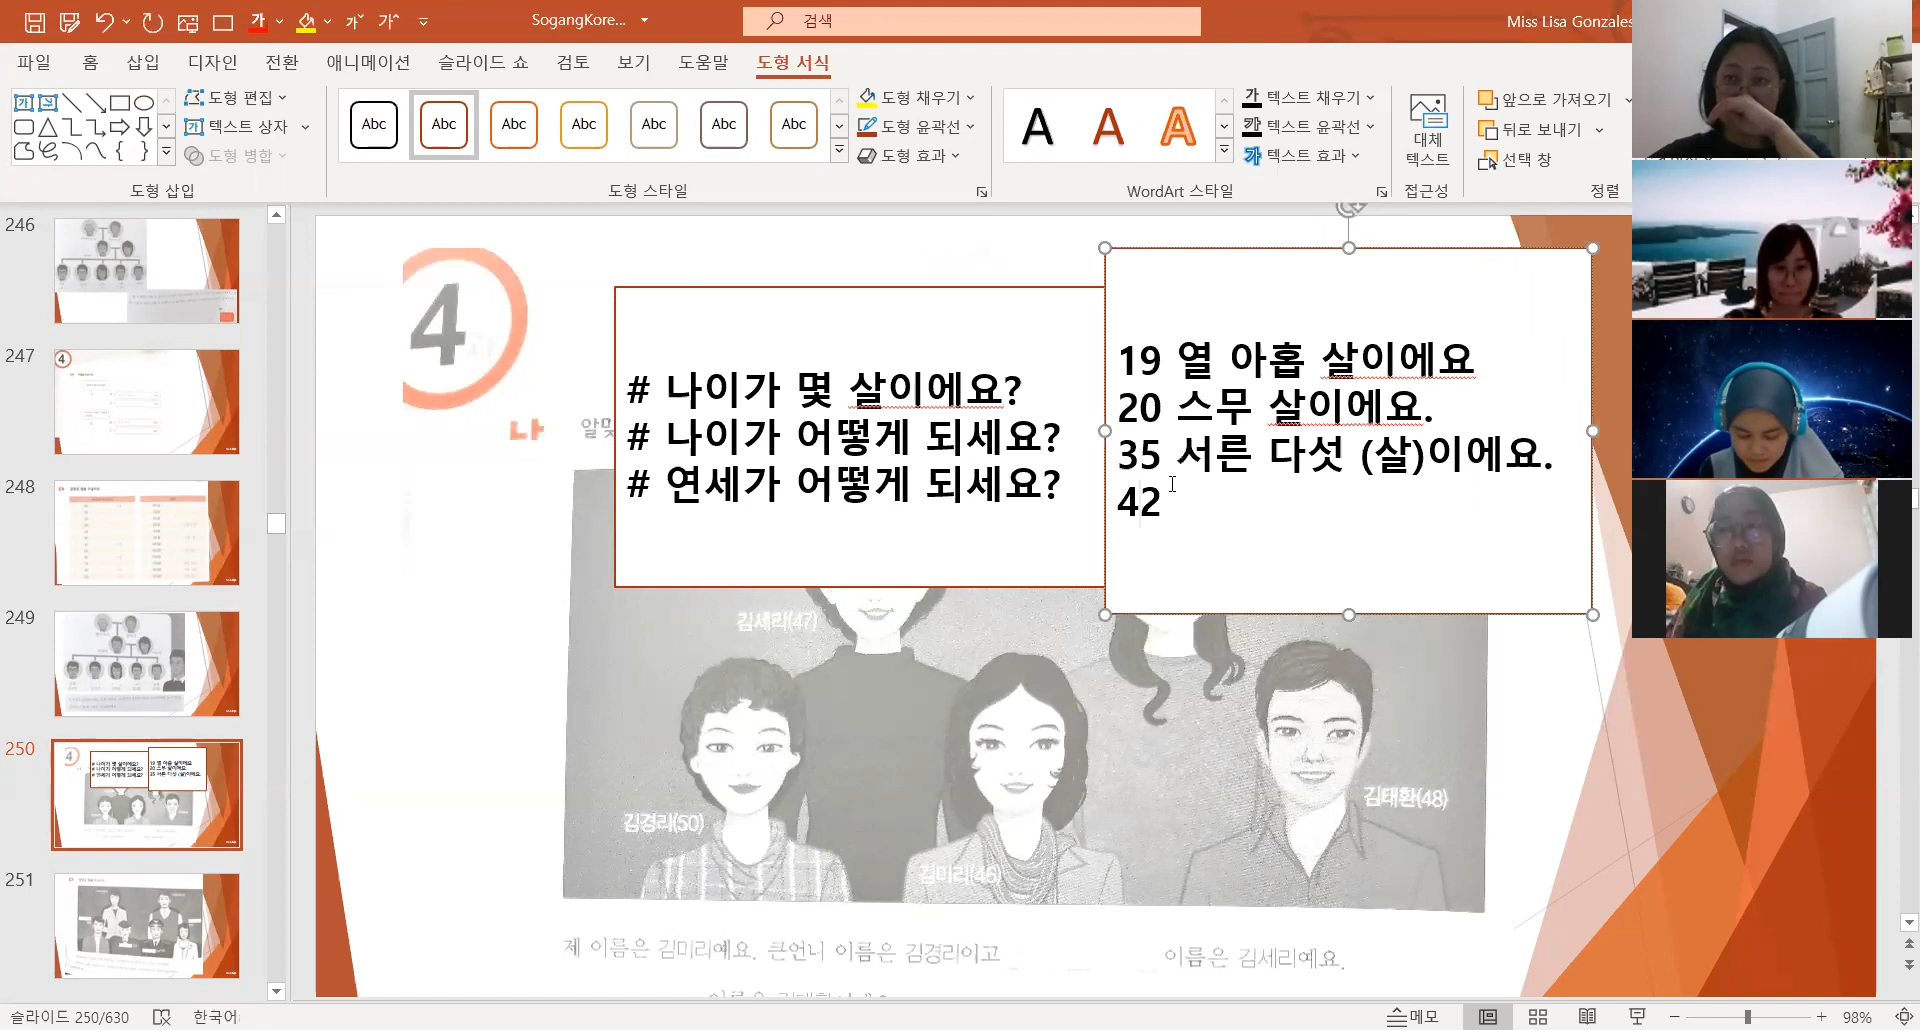 SogangKore...
검색
Miss Lisa Gonzales
파일 홈 삽입 디자인 전환 애니메이션 슬라이드 쇼 검토 보기 도움말 도형 서식
도형 편집
텍스트 상자
도형 병합
도형 삽입
Abc Abc Abc Abc Abc Abc Abc
도형 스타일
도형 채우기
도형 윤곽선
도형 효과
A A A
WordArt 스타일
텍스트 채우기
텍스트 윤곽선
텍스트 효과
대체
텍스트
접근성
앞으로 가져오기
뒤로 보내기
선택 창
정렬
246
247
248
249
250
251
4
나 알맞
# 나이가 몇 살이에요?
# 나이가 어떻게 되세요?
# 연세가 어떻게 되세요?
19 열 아홉 살이에요
20 스무 살이에요.
35 서른 다섯 (살)이에요.
42
김세리(47)
김경리(50)
김미리(46)
김태환(48)
제 이름은 김미리예요. 큰언니 이름은 김경리이고
이름은 김세리예요.
슬라이드 250/630
한국어
메모
98%